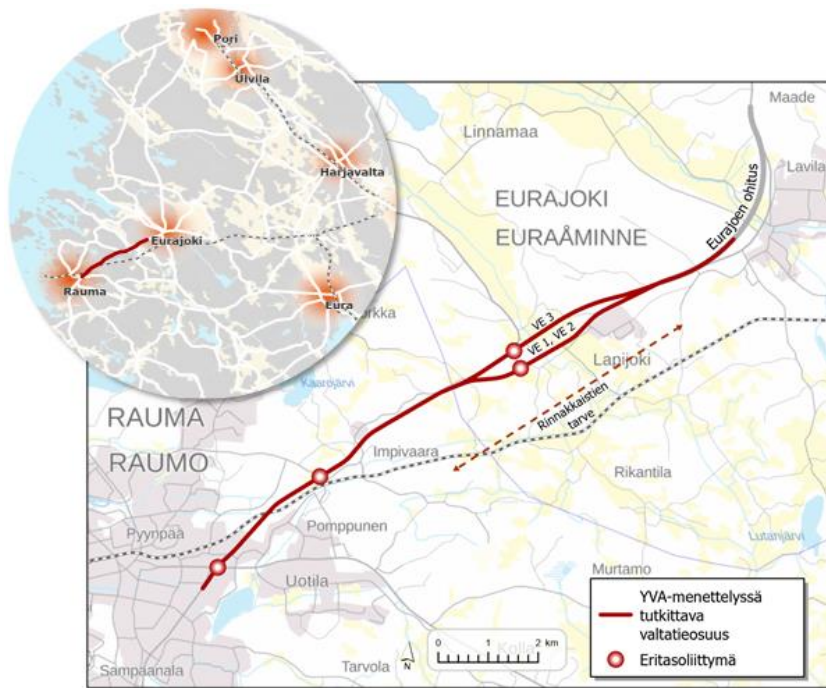 Pori
Ulvila
Harjavalta
Eurajoki
Rauma
Eura
Maade
Linnamaa
Lavila
EURAJOKI
EURAÅMINNE
Eurajoen ohitus
VE 3
VE 1, VE 2
Lapijoki
Kaarojärvi
Rinnakkaistien
tarve
RAUMA
RAUMO
Impivaara
Rikantila
Pyynpää
Pomppunen
Lutanjärvi
Uotila
Murtamo
YVA-menettelyssä
tutkittava
valtatieosuus
Eritasoliittymä
0 1 2 km
N
Sampaanala
Tarvola